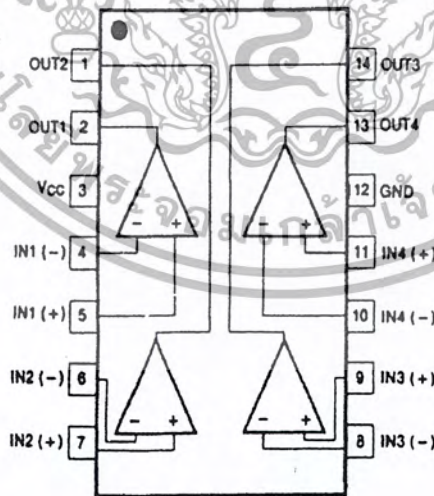 OUT2 1
OUT1 2
VCC 3
IN1 (-) 4
IN1 (+) 5
IN2 (-) 6
IN2 (+) 7
14 OUT3
13 OUT4
12 GND
11 IN4 (+)
10 IN4 (-)
9 IN3 (+)
8 IN3 (-)
- +
- +
- +
- +